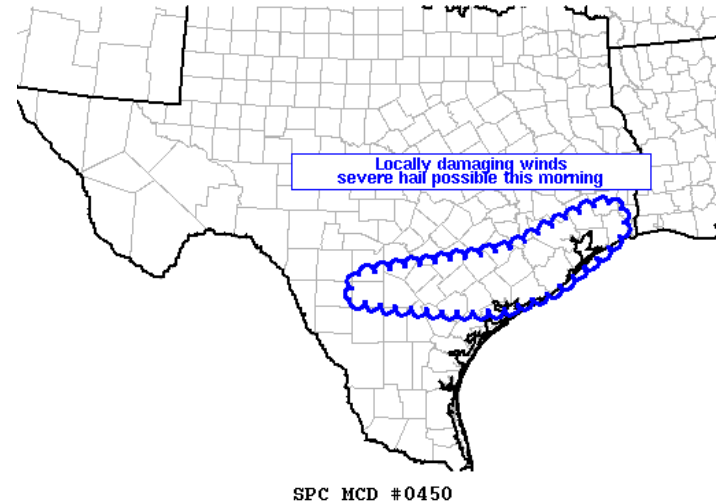 Locally damaging winds
severe hail possible this morning
SPC MCD #0450